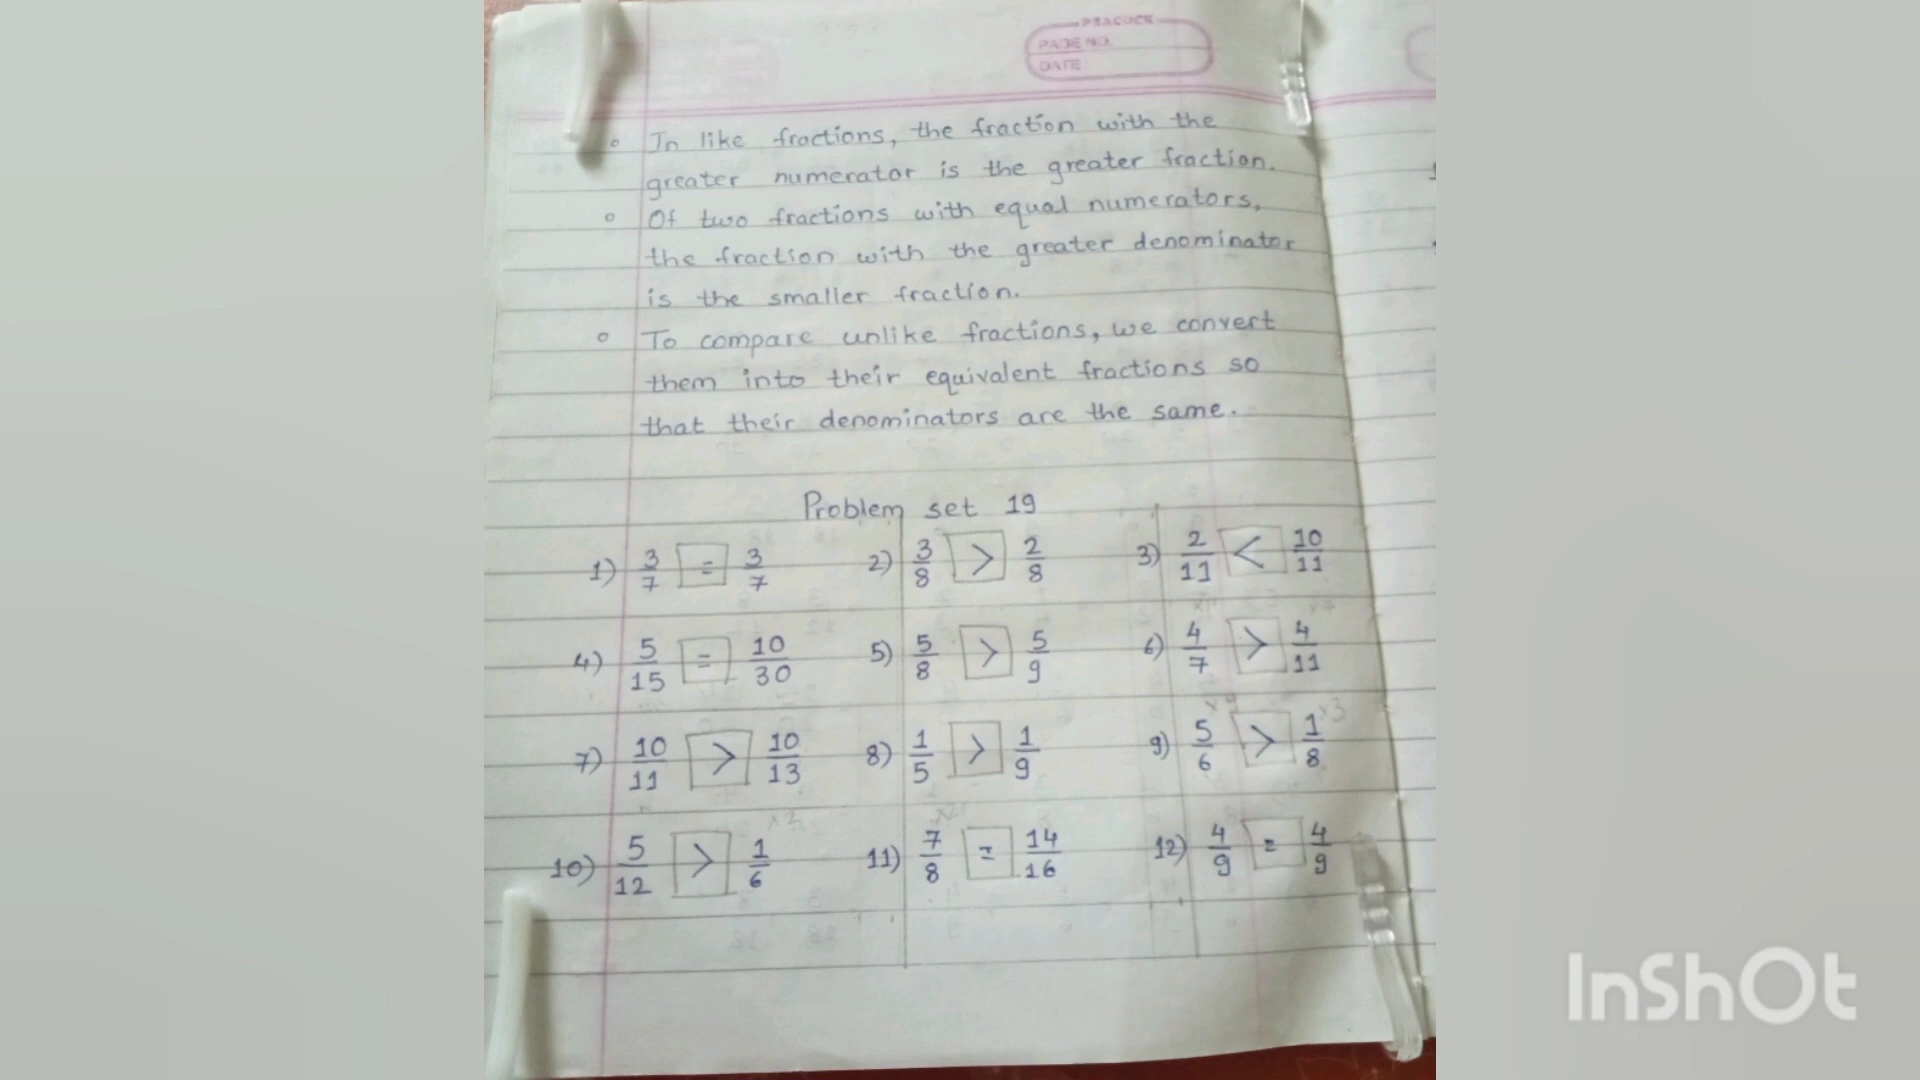 PEACOCK
PAGE NO.
DATE
In like fractions, the fraction with the
greater numerator is the greater fraction.
Of two fractions with equal numerators,
the fraction with the greater denominator
is the smaller fraction.
To compare unlike fractions, we convert
them into their equivalent fractions so
that their denominators are the same.
Problem set 19
1) 3/7 = 3/7 2) 3/8 > 2/8 3) 2/11 < 10/11
4) 5/15 = 10/30 5) 5/8 > 5/9 6) 4/7 > 4/11
7) 10/11 > 10/13 8) 1/5 > 1/9 9) 5/6 > 1/8 ×3
10) 5/12 > 1/6 ×2 11) 7/8 ×2 = 14/16 12) 4/9 = 4/9
InShOt